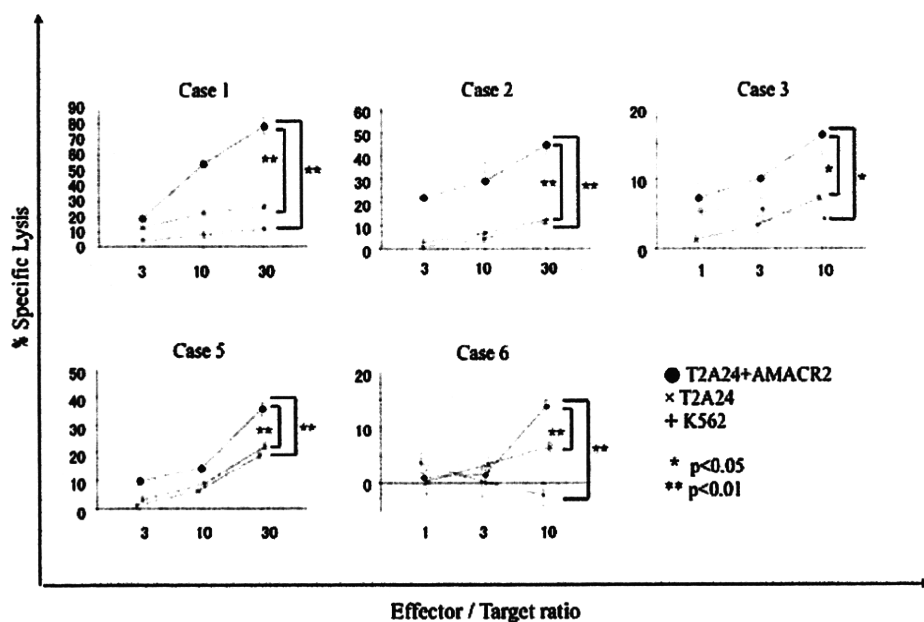 Case 1
90
80
70
60
50
40
30
20
10
0
3 10 30
** **
Case 2
60
50
40
30
20
10
0
3 10 30
** **
Case 3
20
10
0
1 3 10
* *
Case 5
50
40
30
20
10
0
3 10 30
** **
Case 6
20
10
0
1 3 10
** **
● T2A24+AMACR2
× T2A24
+ K562
* p<0.05
** p<0.01
% Specific Lysis
Effector / Target ratio